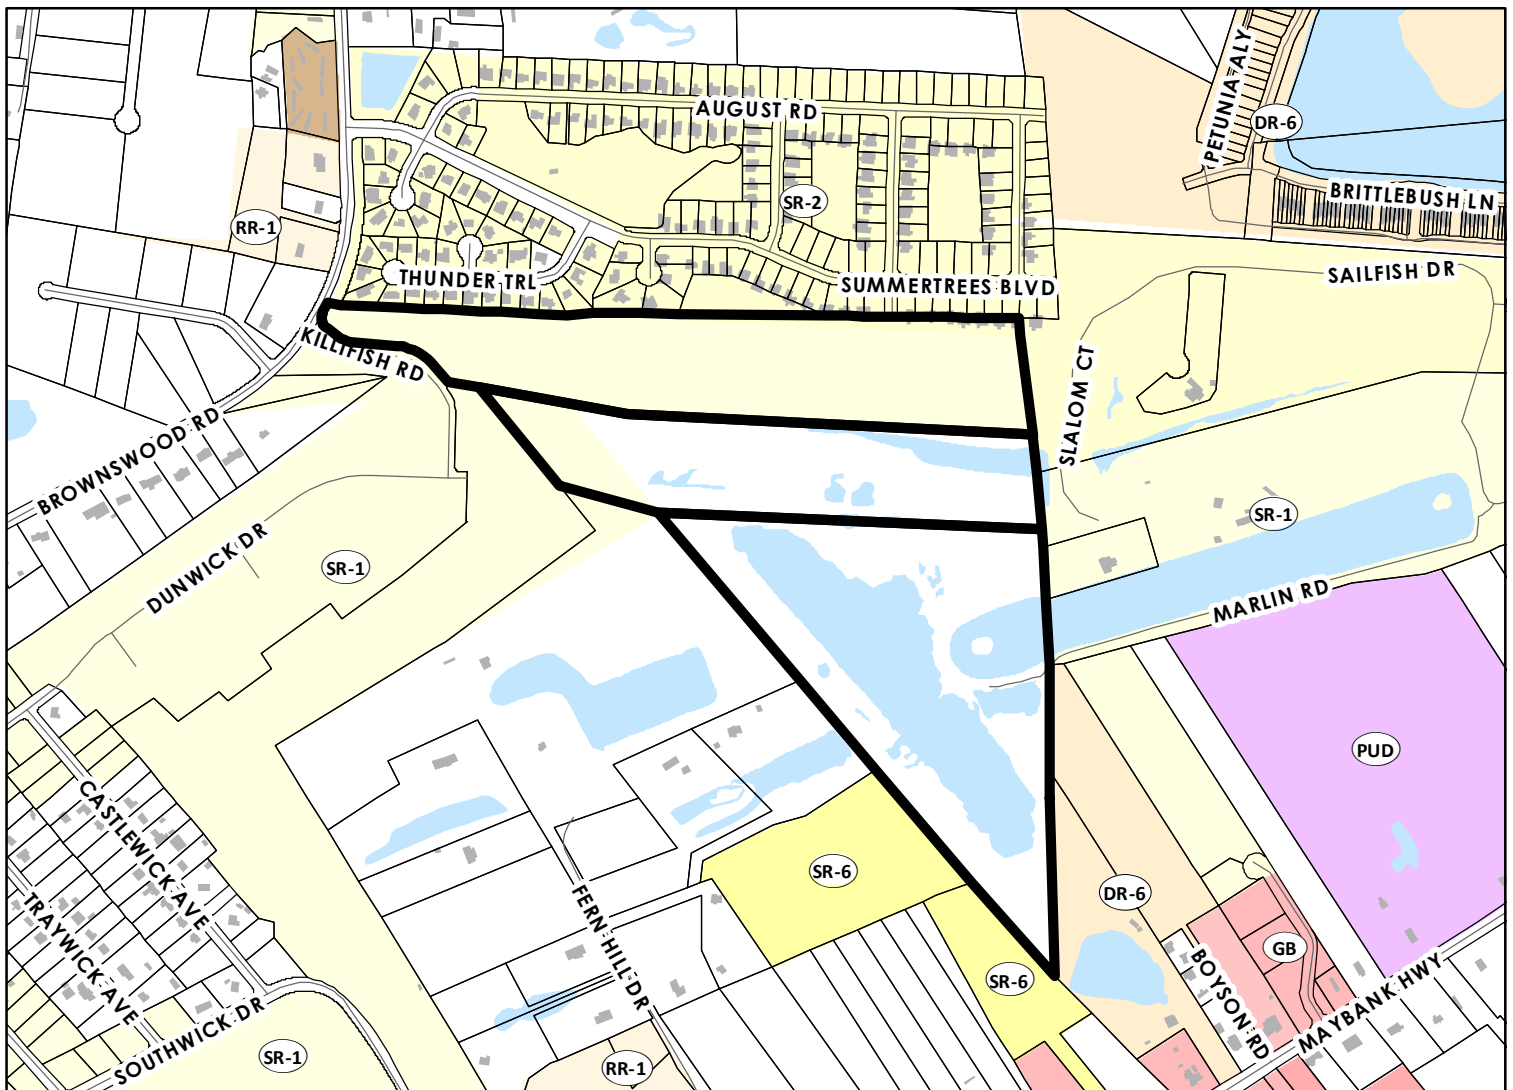 PETUNIA ALY
AUGUST RD
DR-6
BRITTLEBUSH LN
SR-2
RR-1
SAILFISH DR
THUNDER TRL
SUMMERTREES BLVD
KILLIFISH RD
SLALOM CT
BROWNSWOOD RD
SR-1
DUNWICK DR
SR-1
MARLIN RD
PUD
CASTLEWICK AVE
SR-6
DR-6
TRAYWICK AVE
FERN HILL DR
GB
BOYSON RD
SR-6
MAYBANK HWY
SOUTHWICK DR
SR-1
RR-1